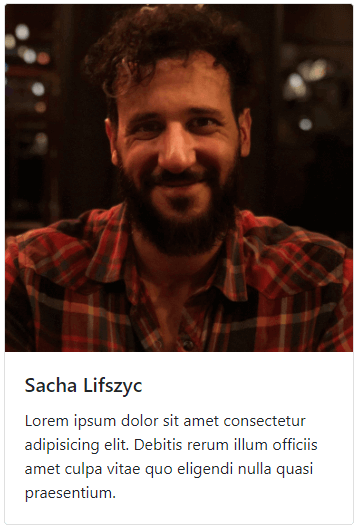 Sacha Lifszyc
Lorem ipsum dolor sit amet consectetur
adipisicing elit. Debitis rerum illum officiis
amet culpa vitae quo eligendi nulla quasi
praesentium.